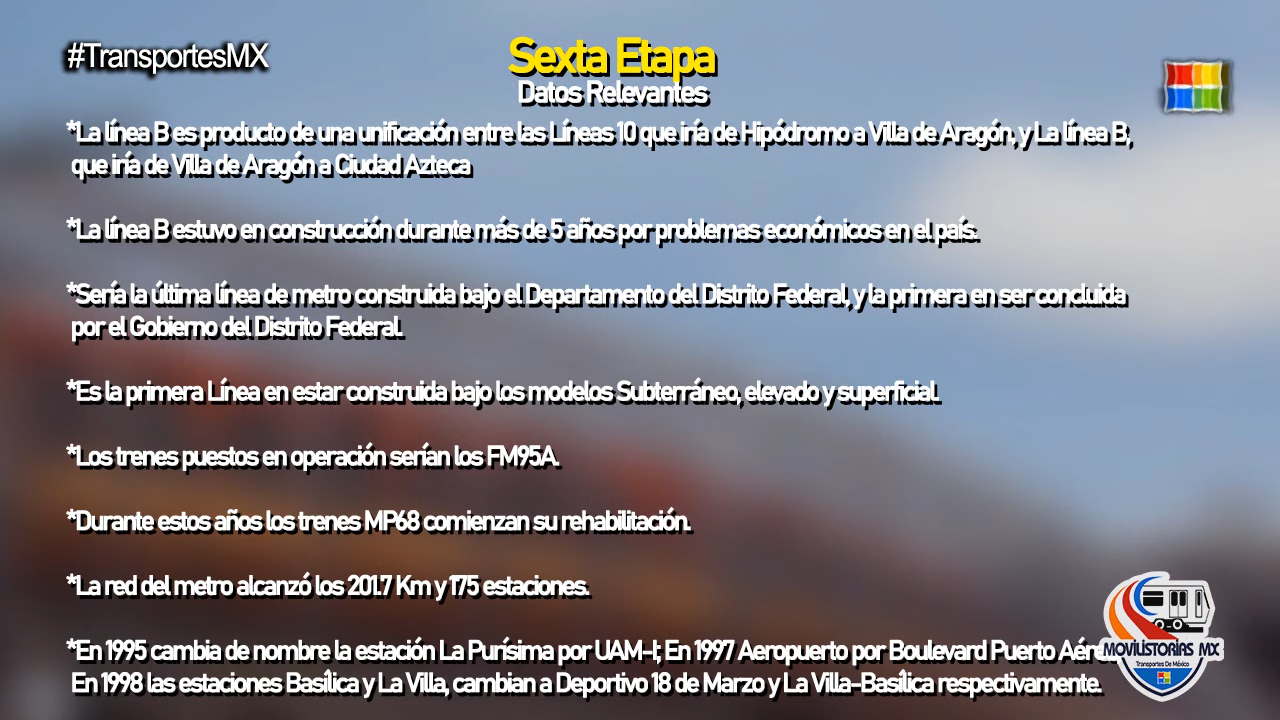 #TransportesMX
Sexta Etapa
Datos Relevantes
*La línea B es producto de una unificación entre las Líneas 10 que iría de Hipódromo a Villa de Aragón, y La línea B,
que iría de Villa de Aragón a Ciudad Azteca
*La línea B estuvo en construcción durante más de 5 años por problemas económicos en el país.
*Sería la última línea de metro construida bajo el Departamento del Distrito Federal, y la primera en ser concluida
por el Gobierno del Distrito Federal.
*Es la primera Línea en estar construida bajo los modelos Subterráneo, elevado y superficial.
*Los trenes puestos en operación serían los FM95A.
*Durante estos años los trenes MP68 comienzan su rehabilitación.
*La red del metro alcanzó los 201.7 Km y 175 estaciones.
*En 1995 cambia de nombre la estación La Purísima por UAM-I; En 1997 Aeropuerto por Boulevard Puerto
En 1998 las estaciones Basílica y La Villa, cambian a Deportivo 18 de Marzo y La Villa-Basílica respectivamente.
MOVILISTORIAS MX
Transportes De México